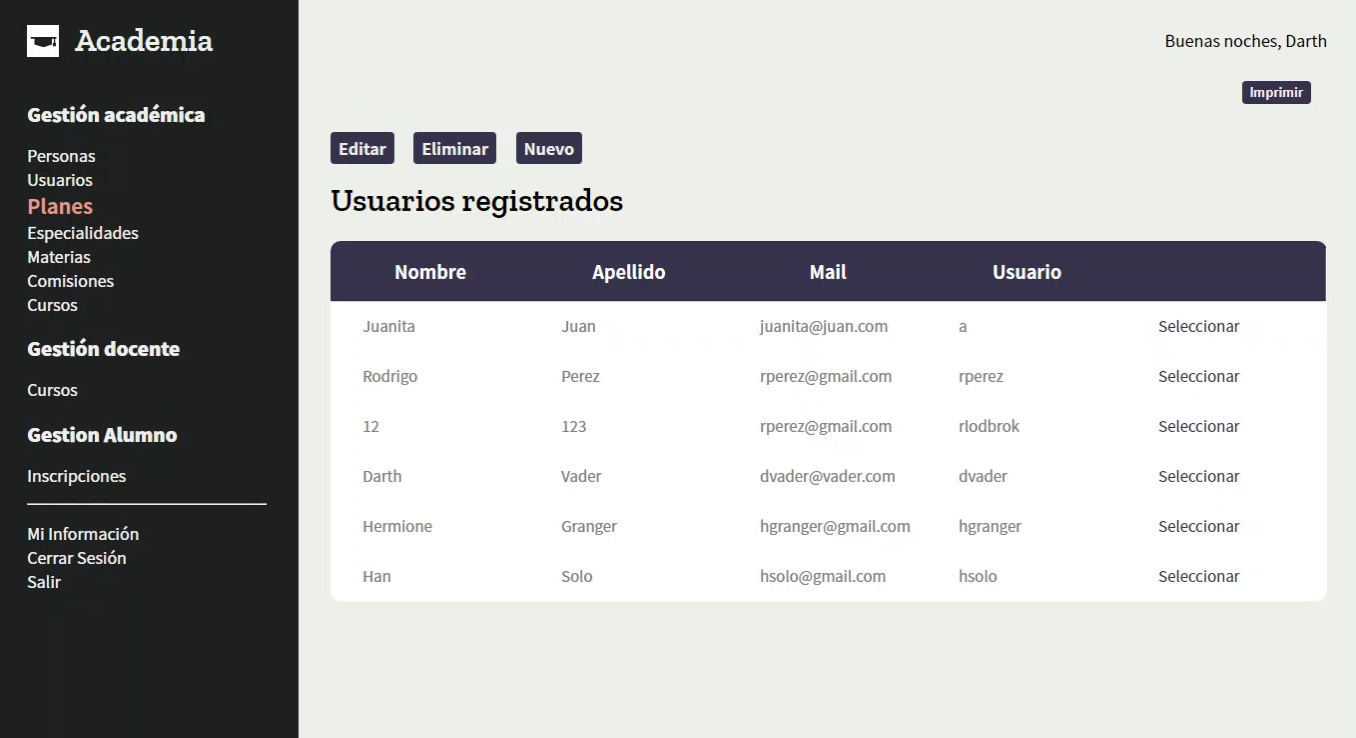 Academia
Gestión académica
Personas
Usuarios
Planes
Especialidades
Materias
Comisiones
Cursos
Gestión docente
Cursos
Gestion Alumno
Inscripciones
Mi Información
Cerrar Sesión
Salir
Buenas noches, Darth
Imprimir
Editar Eliminar Nuevo
Usuarios registrados
Nombre Apellido Mail Usuario
Juanita Juan juanita@juan.com a Seleccionar
Rodrigo Perez rperez@gmail.com rperez Seleccionar
12 123 rperez@gmail.com rlodbrok Seleccionar
Darth Vader dvader@vader.com dvader Seleccionar
Hermione Granger hgranger@gmail.com hgranger Seleccionar
Han Solo hsolo@gmail.com hsolo Seleccionar